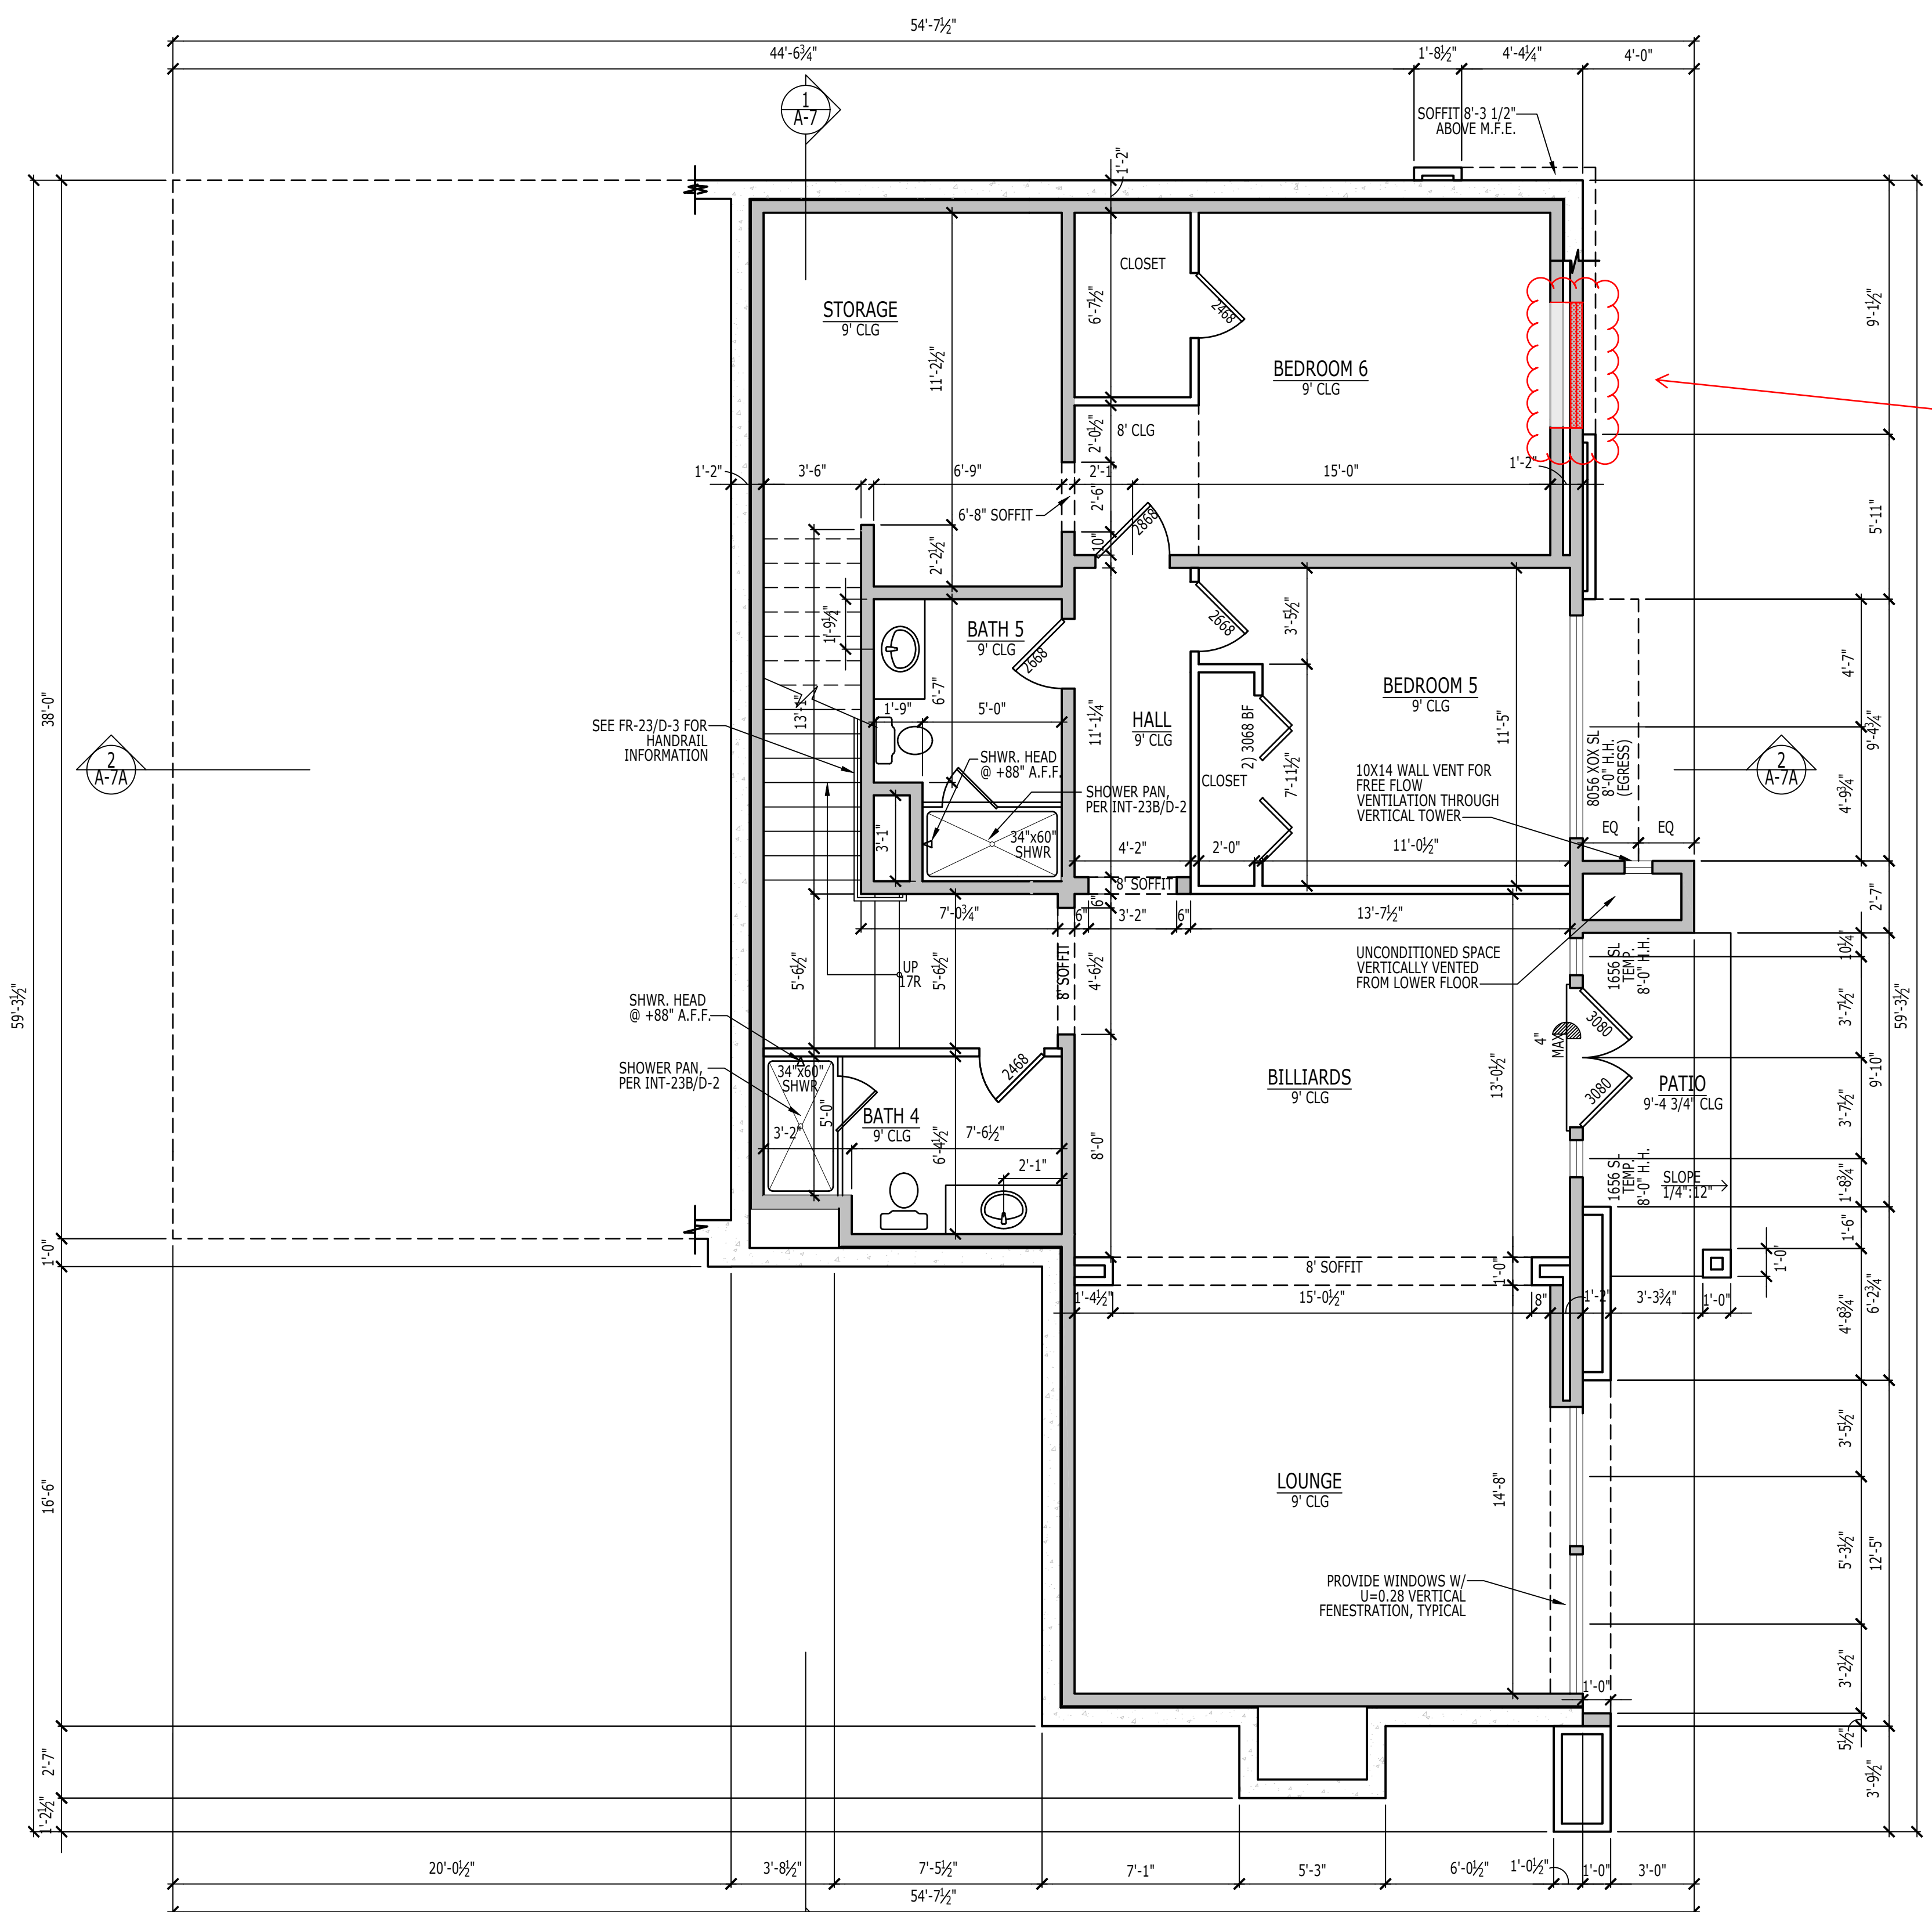 54'-7½"
44'-6¾"
1'-8½"
4'-4¼"
4'-0"
1
A-7
SOFFIT 8'-3 1/2"
ABOVE M.F.E.
1'-2"
CLOSET
STORAGE
9' CLG
6'-7½"
2468
9'-1½"
11'-2½"
BEDROOM 6
9' CLG
8' CLG
2'-0½"
1'-2"
3'-6"
6'-9"
2'-1"
15'-0"
1'-2"
2'-6"
6'-8" SOFFIT
2868
5'-11"
10"
2'-2½"
1'-9½"
BATH 5
9' CLG
2668
2668
3'-5½"
4'-7"
38'-0"
6'-7"
BEDROOM 5
9' CLG
13'-1"
1'-9"
5'-0"
HALL
9' CLG
11'-1¼"
11'-5"
SEE FR-23/D-3 FOR
HANDRAIL
INFORMATION
2) 3068 BF
9'-4¾"
8056 XOX SL
8'-0" H.H.
(EGRESS)
2
A-7A
2
A-7A
SHWR. HEAD
@ +88" A.F.F.
CLOSET
7'-11½"
10X14 WALL VENT FOR
FREE FLOW
VENTILATION THROUGH
VERTICAL TOWER
4'-9¾"
SHOWER PAN,
PER INT-23B/D-2
3'-1"
34"x60"
SHWR
4'-2"
2'-0"
11'-0½"
EQ
EQ
8' SOFFIT
2'-7"
7'-0¾"
6"
3'-2"
6"
6"
13'-7½"
5'-6½"
5'-6½"
8' SOFFIT
4'-6½"
UNCONDITIONED SPACE
VERTICALLY VENTED
FROM LOWER FLOOR
1656 SL
TEMP.
8'-0" H.H.
10¼"
UP
17R
59'-3½"
59'-3½"
SHWR. HEAD
@ +88" A.F.F.
3080
3'-7½"
4"
MAX
SHOWER PAN,
PER INT-23B/D-2
34"x60"
SHWR
2468
BILLIARDS
9' CLG
13'-0½"
9'-10"
3080
PATIO
9'-4 3/4" CLG
5'-0"
BATH 4
9' CLG
3'-7½"
3'-2"
6'-4½"
7'-6½"
8'-0"
2'-1"
1656 SL
TEMP.
8'-0" H.H.
SLOPE
1/4":12"
1'-8¾"
1'-6"
1'-0"
8' SOFFIT
1'-0"
1'-0"
1'-4½"
15'-0½"
8"
1'-2"
3'-3¾"
1'-0"
4'-8¾"
6'-2¾"
3'-5½"
LOUNGE
9' CLG
14'-8"
16'-6"
5'-3½"
12'-5"
PROVIDE WINDOWS W/
U=0.28 VERTICAL
FENESTRATION, TYPICAL
3'-2½"
1'-0"
5½"
2'-7"
3'-9½"
1'-2½"
20'-0½"
3'-8½"
7'-5½"
7'-1"
5'-3"
6'-0½"
1'-0½"
1'-0"
3'-0"
54'-7½"